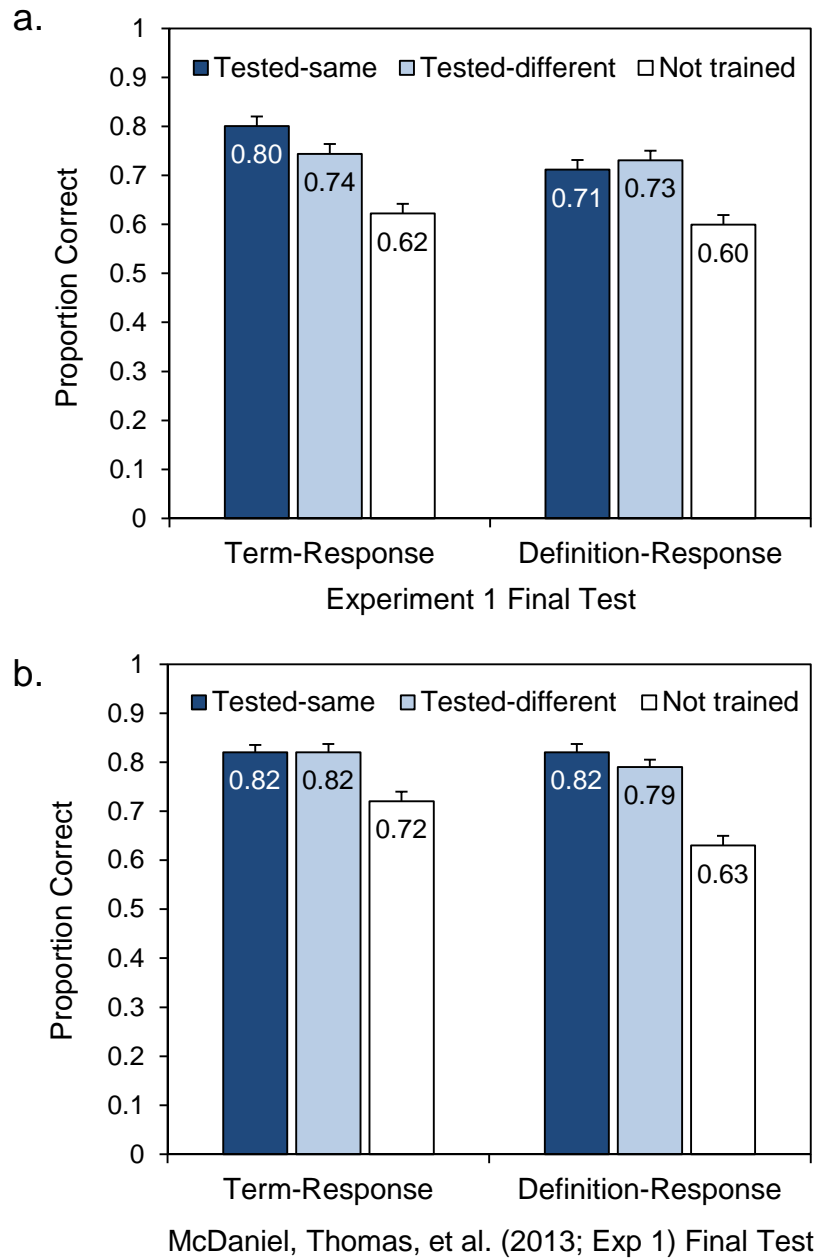 a.
Proportion Correct
1
0.9
0.8
0.7
0.6
0.5
0.4
0.3
0.2
0.1
0
Tested-same Tested-different Not trained
0.80 0.74 0.62 0.71 0.73 0.60
Term-Response Definition-Response
Experiment 1 Final Test
b.
Proportion Correct
1
0.9
0.8
0.7
0.6
0.5
0.4
0.3
0.2
0.1
0
Tested-same Tested-different Not trained
0.82 0.82 0.72 0.82 0.79 0.63
Term-Response Definition-Response
McDaniel, Thomas, et al. (2013; Exp 1) Final Test